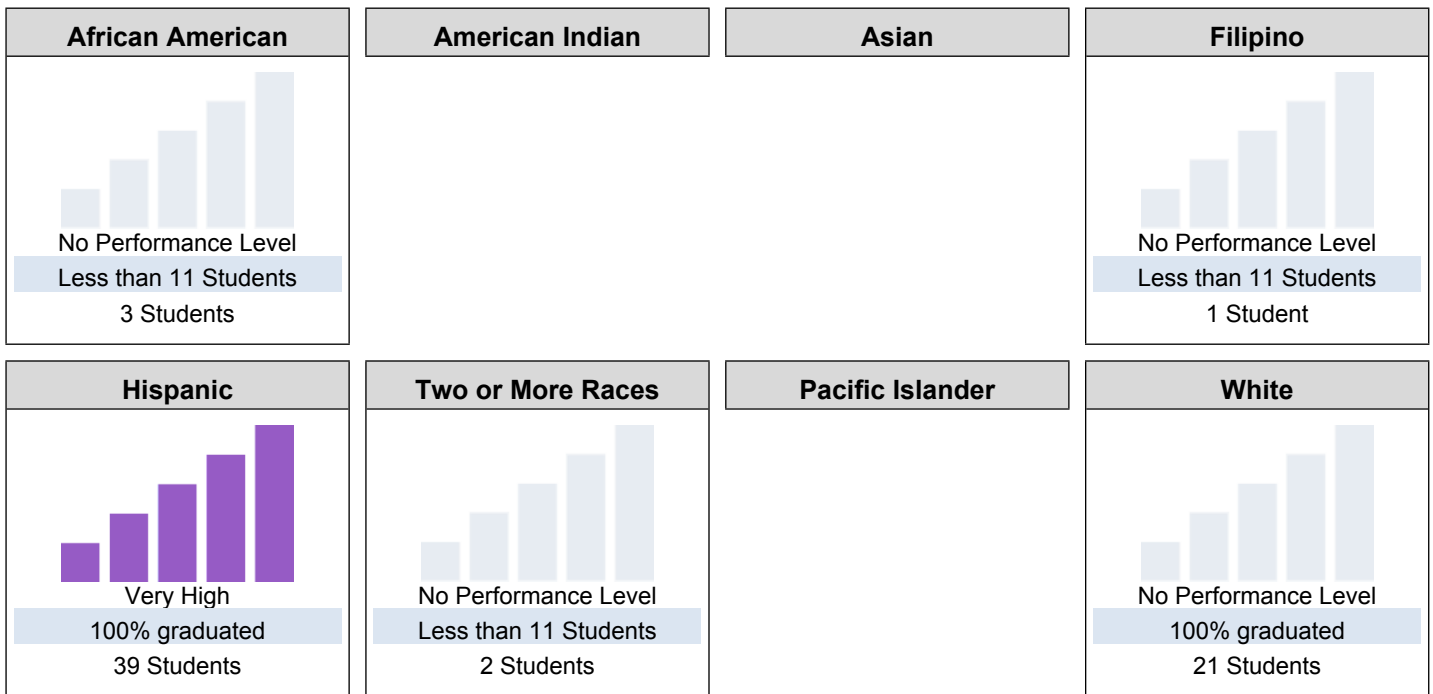 African American
No Performance Level
Less than 11 Students
3 Students
American Indian
Asian
Filipino
No Performance Level
Less than 11 Students
1 Student
Hispanic
Very High
100% graduated
39 Students
Two or More Races
No Performance Level
Less than 11 Students
2 Students
Pacific Islander
White
No Performance Level
100% graduated
21 Students